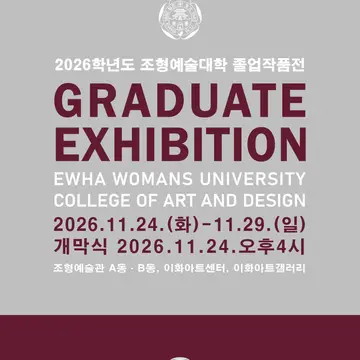 2026학년도 조형예술대학 졸업작품전
GRADUATE
EXHIBITION
EWHA WOMANS UNIVERSITY
COLLEGE OF ART AND DESIGN
2026.11.24.(화)-11.29.(일)
개막식 2026.11.24.오후4시
조형예술관 A동·B동, 이화아트센터, 이화아트갤러리